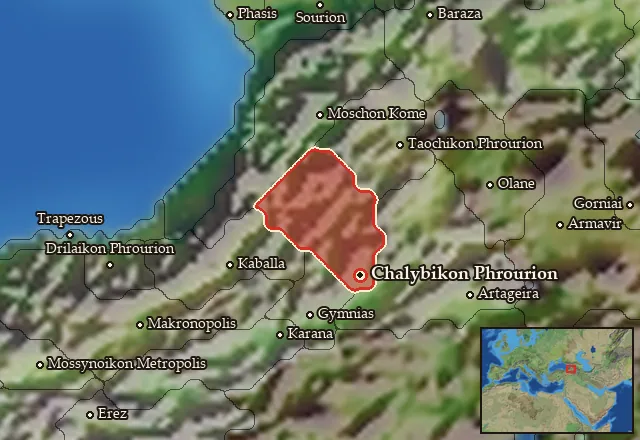 Phasis
Sourion
Baraza
Moschon Kome
Taochikon Phrourion
Olane
Gorniai
Armavir
Trapezous
Drilaikon Phrourion
Kaballa
Chalybikon Phrourion
Artageira
Gymnias
Makronopolis
Karana
Mossynoikon Metropolis
Erez